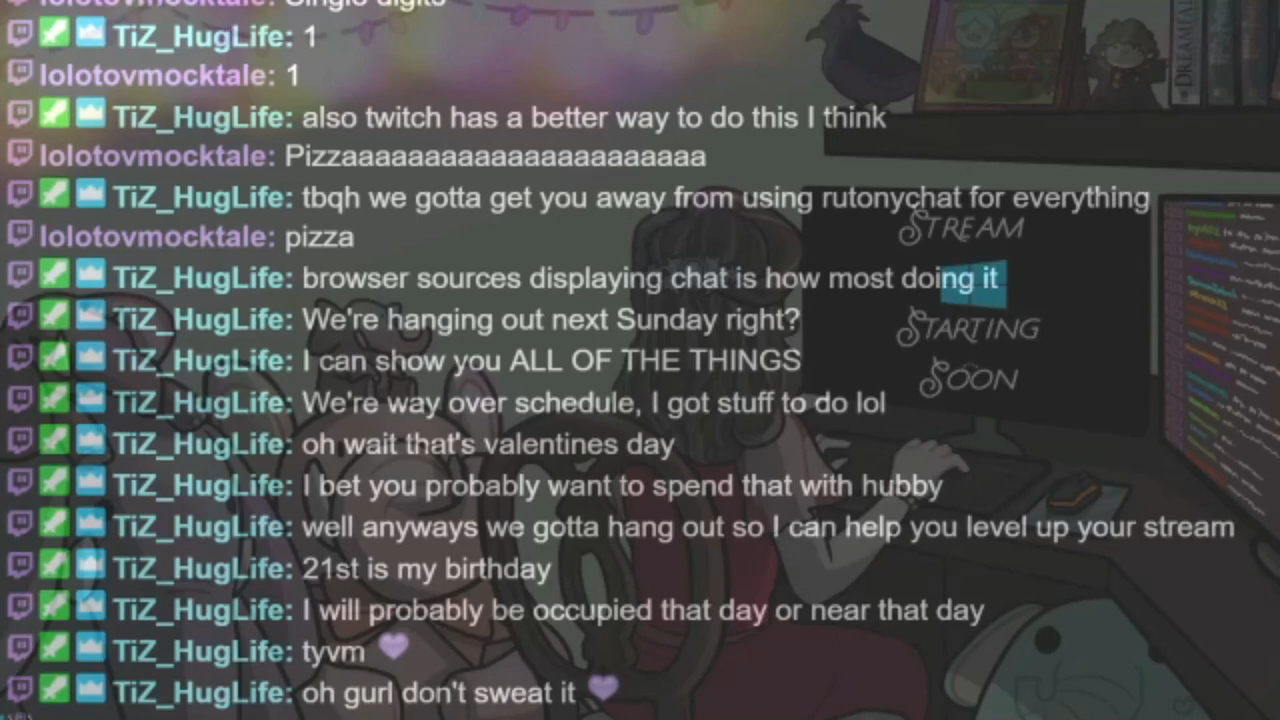 lolotovmocktale: Single digits
TiZ_HugLife: 1
lolotovmocktale: 1
TiZ_HugLife: also twitch has a better way to do this I think
lolotovmocktale: Pizzaaaaaaaaaaaaaaaaaaaaaaa
TiZ_HugLife: tbqh we gotta get you away from using rutonychat for everything
lolotovmocktale: pizza
TiZ_HugLife: browser sources displaying chat is how most doing it
TiZ_HugLife: We're hanging out next Sunday right?
TiZ_HugLife: I can show you ALL OF THE THINGS
TiZ_HugLife: We're way over schedule, I got stuff to do lol
TiZ_HugLife: oh wait that's valentines day
TiZ_HugLife: I bet you probably want to spend that with hubby
TiZ_HugLife: well anyways we gotta hang out so I can help you level up your stream
TiZ_HugLife: 21st is my birthday
TiZ_HugLife: I will probably be occupied that day or near that day
TiZ_HugLife: tyvm 💜
TiZ_HugLife: oh gurl don't sweat it 💜
STREAM
STARTING
SOON